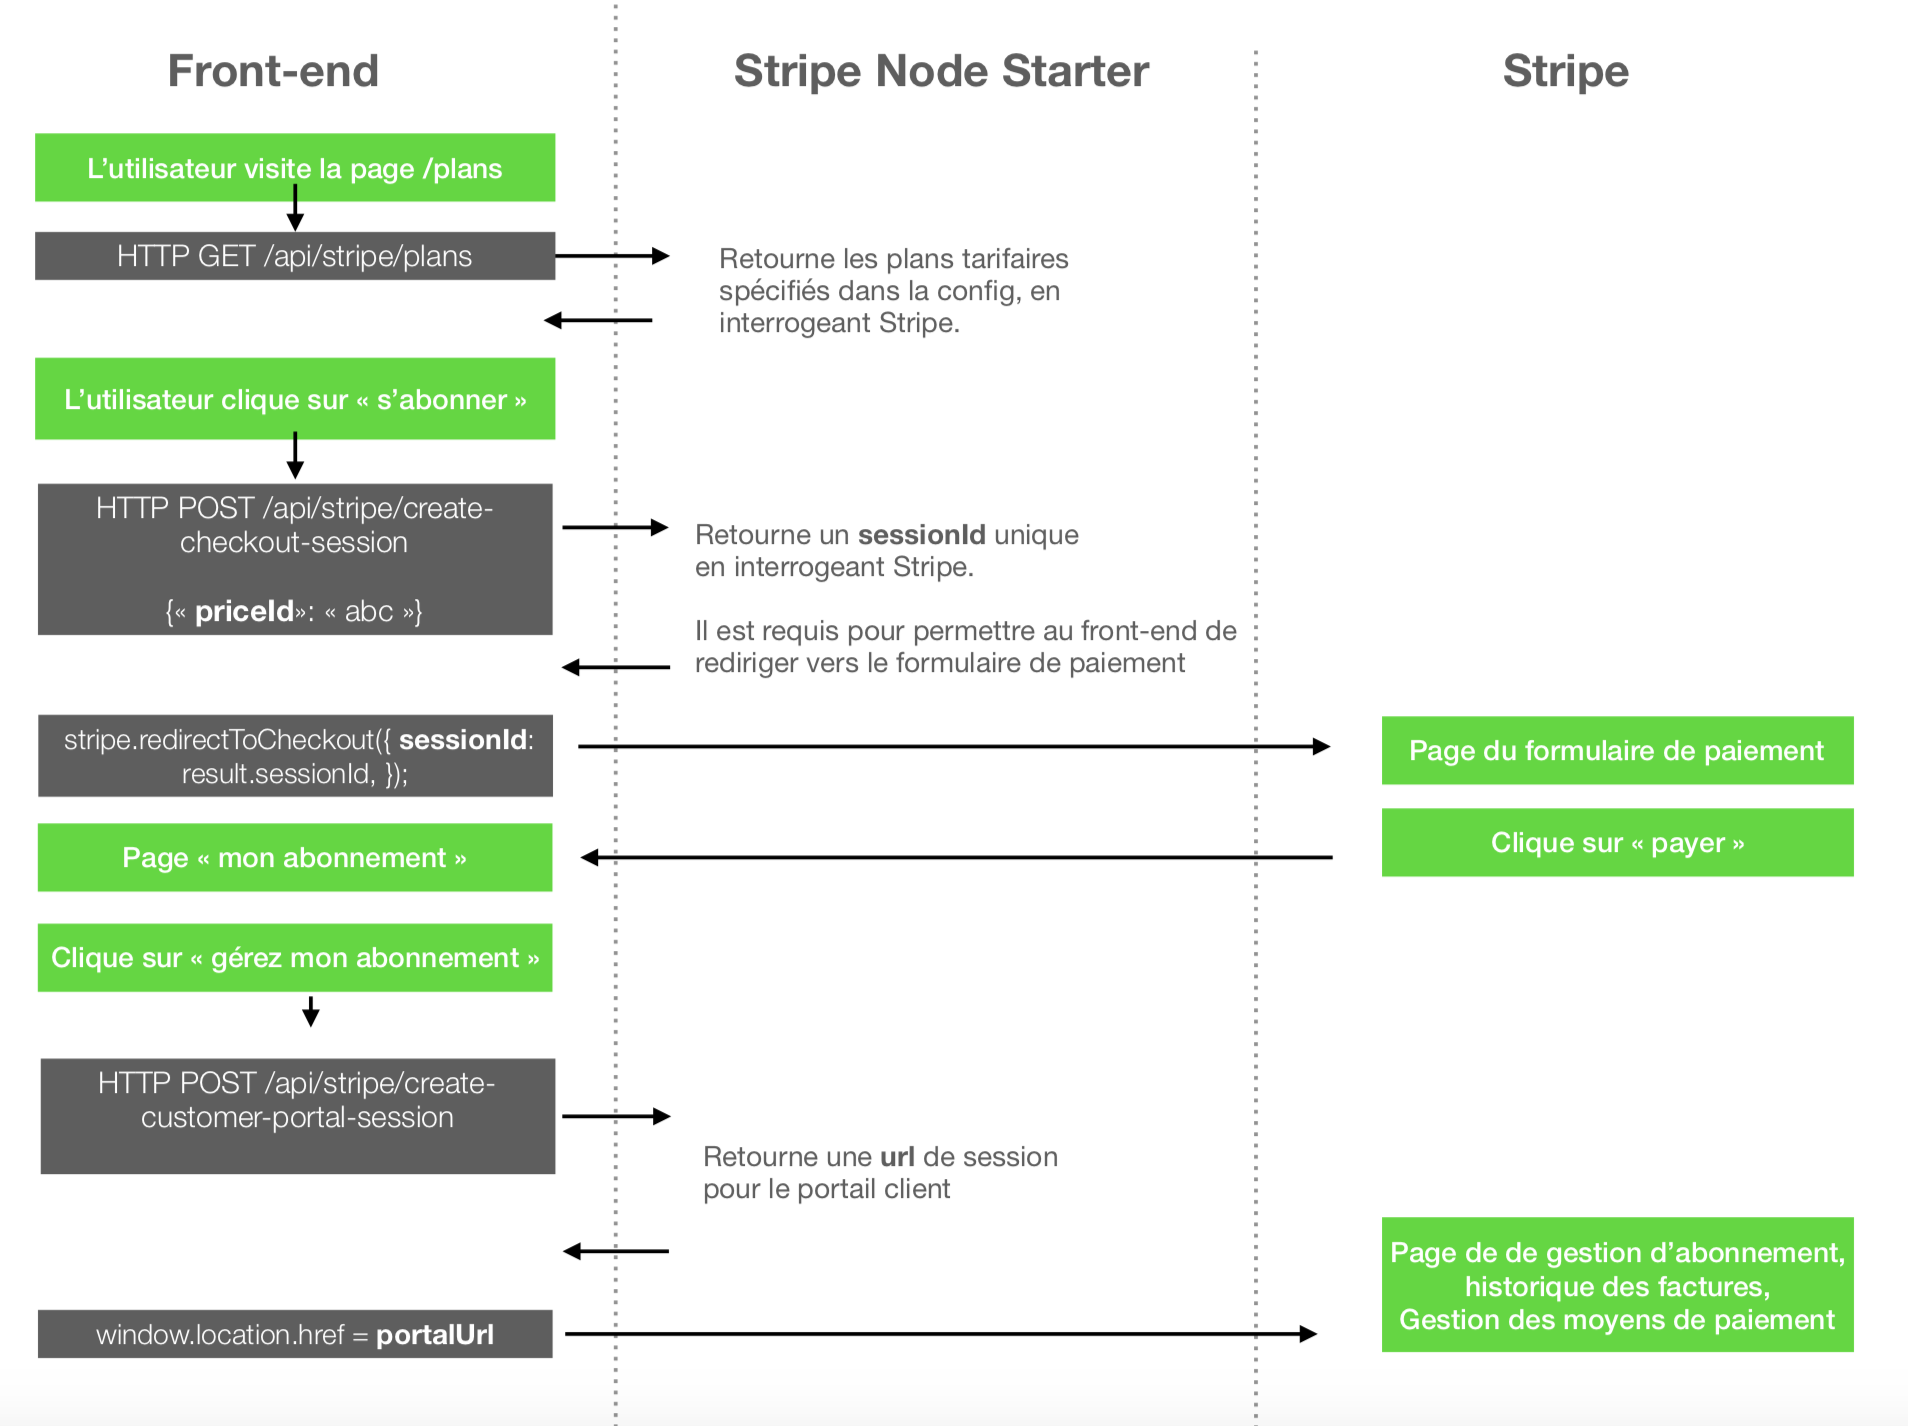 Front-end
Stripe Node Starter
Stripe
L’utilisateur visite la page /plans
HTTP GET /api/stripe/plans
Retourne les plans tarifaires
spécifiés dans la config, en
interrogeant Stripe.
L’utilisateur clique sur « s’abonner »
HTTP POST /api/stripe/create-
checkout-session
{« priceId»: « abc »}
Retourne un sessionId unique
en interrogeant Stripe.
Il est requis pour permettre au front-end de
rediriger vers le formulaire de paiement
stripe.redirectToCheckout({ sessionId:
result.sessionId, });
Page du formulaire de paiement
Clique sur « payer »
Page « mon abonnement »
Clique sur « gérez mon abonnement »
HTTP POST /api/stripe/create-
customer-portal-session
Retourne une url de session
pour le portail client
Page de de gestion d’abonnement,
historique des factures,
Gestion des moyens de paiement
window.location.href = portalUrl